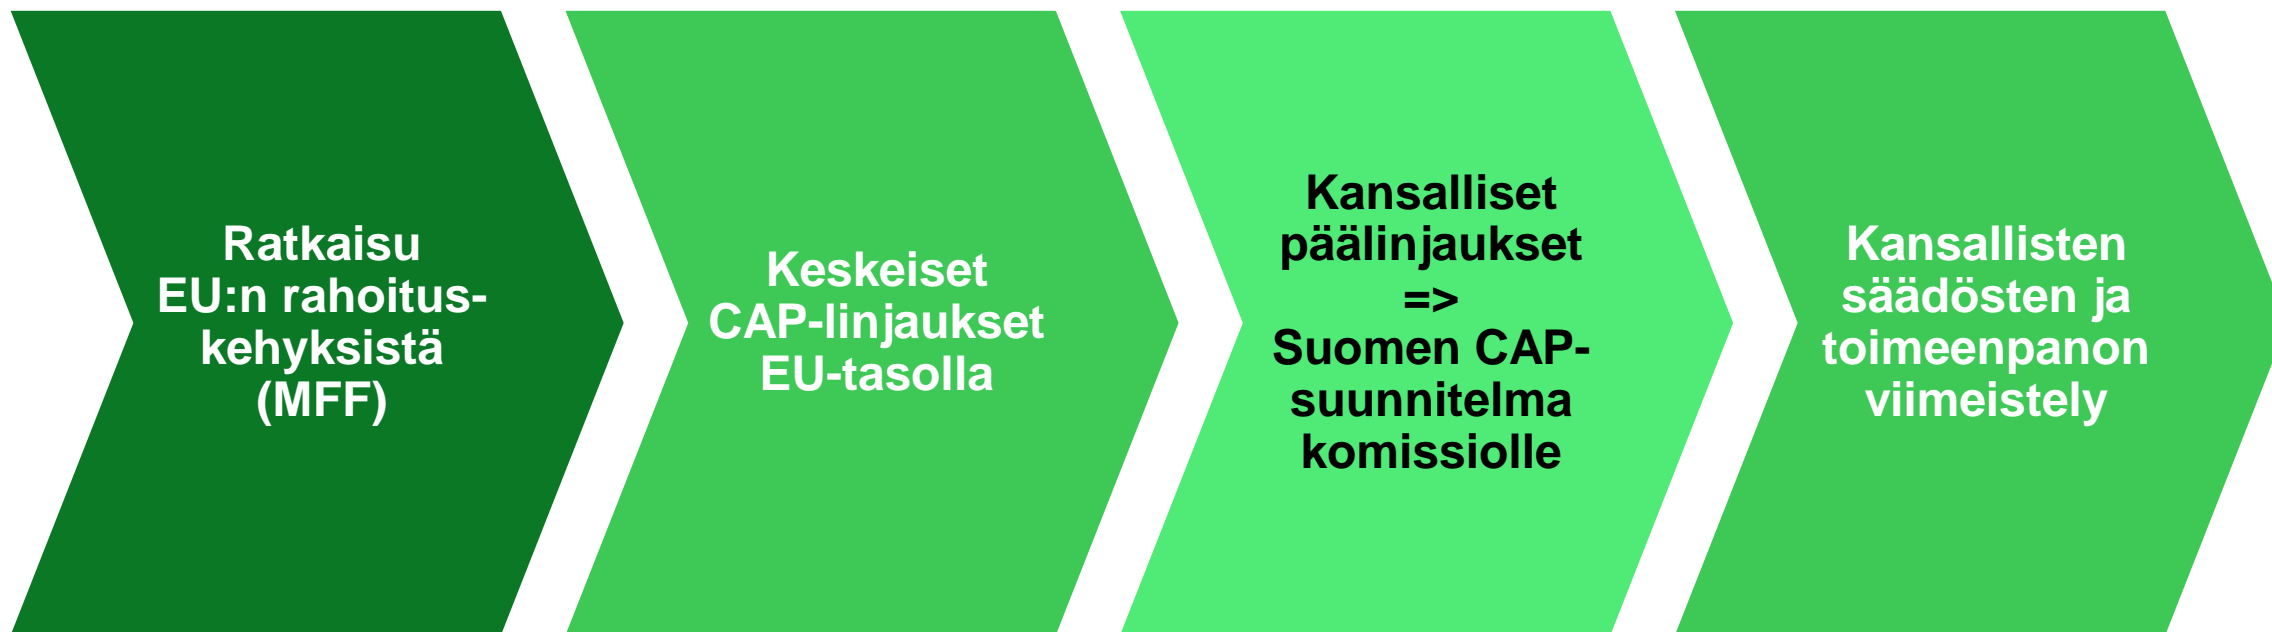 Ratkaisu
EU:n rahoitus-
kehyksistä
(MFF)
Keskeiset
CAP-linjaukset
EU-tasolla
Kansalliset
päälinjaukset
=>
Suomen CAP-
suunnitelma
komissiolle
Kansallisten
säädösten ja
toimeenpanon
viimeistely